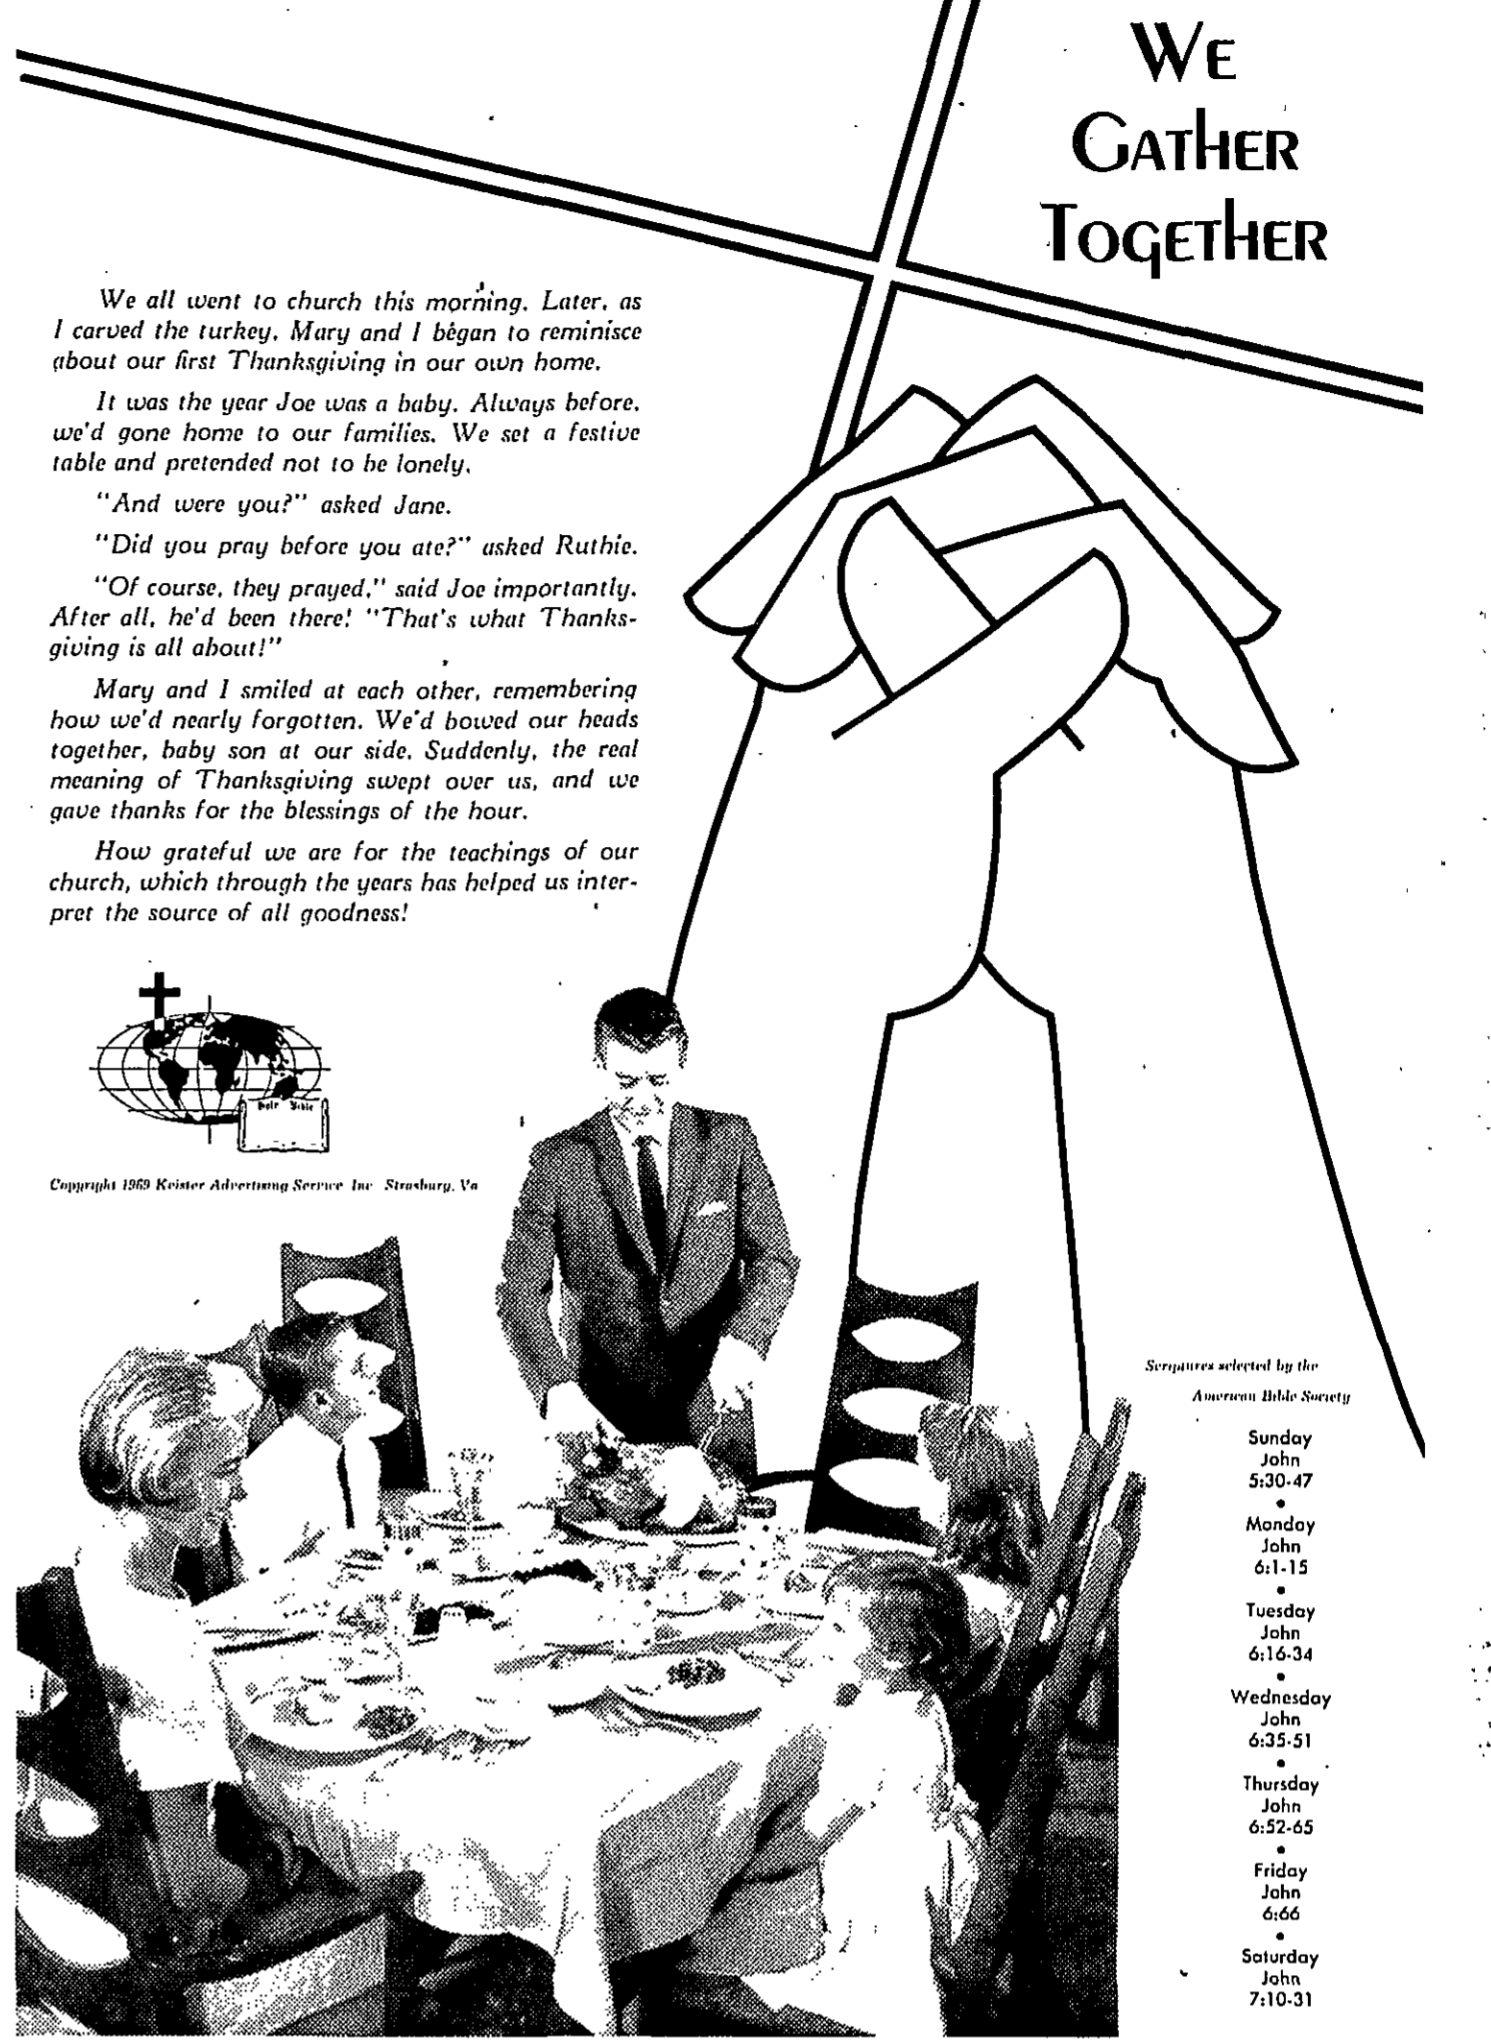 WE
GATHER
TOGETHER
We all went to church this morning. Later, as
I carved the turkey, Mary and I began to reminisce
about our first Thanksgiving in our own home.
It was the year Joe was a baby. Always before,
we'd gone home to our families. We set a festive
table and pretended not to be lonely.
"And were you?" asked Jane.
"Did you pray before you ate?" asked Ruthie.
"Of course, they prayed," said Joe importantly.
After all, he'd been there! "That's what Thanks-
giving is all about!"
Mary and I smiled at each other, remembering
how we'd nearly forgotten. We'd bowed our heads
together, baby son at our side. Suddenly, the real
meaning of Thanksgiving swept over us, and we
gave thanks for the blessings of the hour.
How grateful we are for the teachings of our
church, which through the years has helped us inter-
pret the source of all goodness!
Holy Bible
Copyright 1969 Keister Advertising Service, Inc. Strasburg, Va
Scriptures selected by the
American Bible Society
Sunday
John
5:30-47
•
Monday
John
6:1-15
•
Tuesday
John
6:16-34
•
Wednesday
John
6:35-51
•
Thursday
John
6:52-65
•
Friday
John
6:66
•
Saturday
John
7:10-31